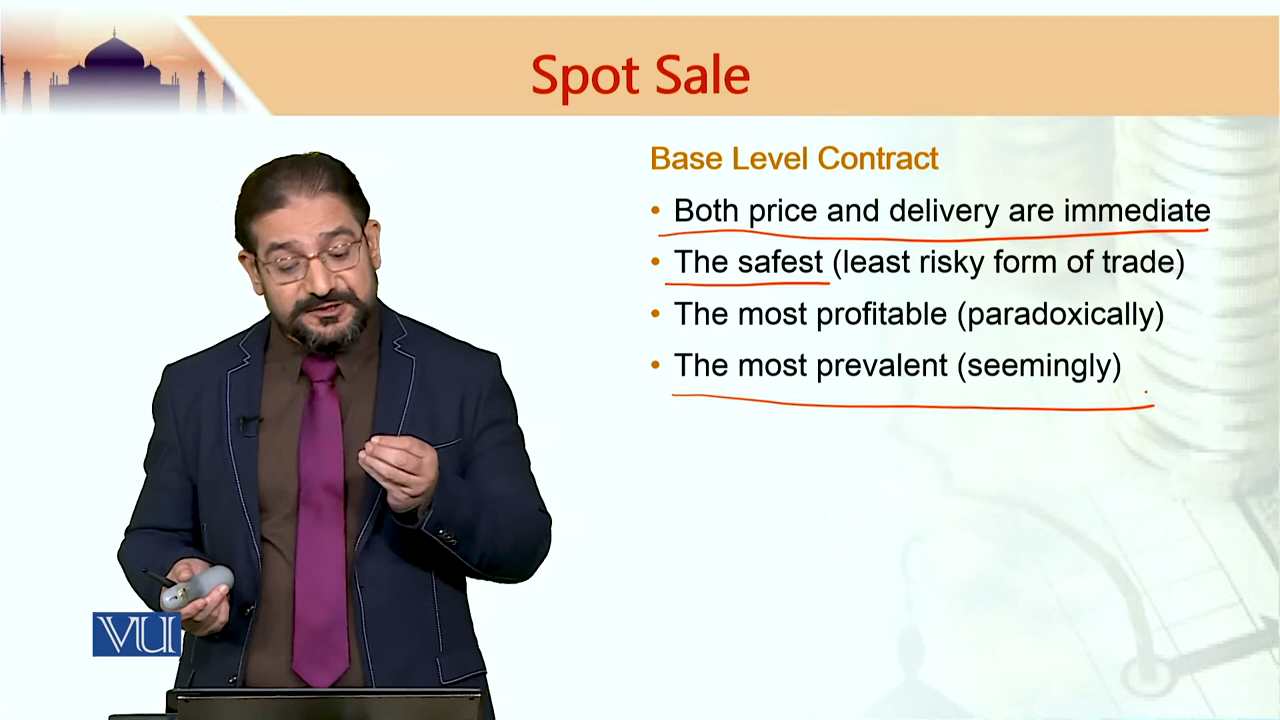 Spot Sale
Base Level Contract
• Both price and delivery are immediate
• The safest (least risky form of trade)
• The most profitable (paradoxically)
• The most prevalent (seemingly)
VU